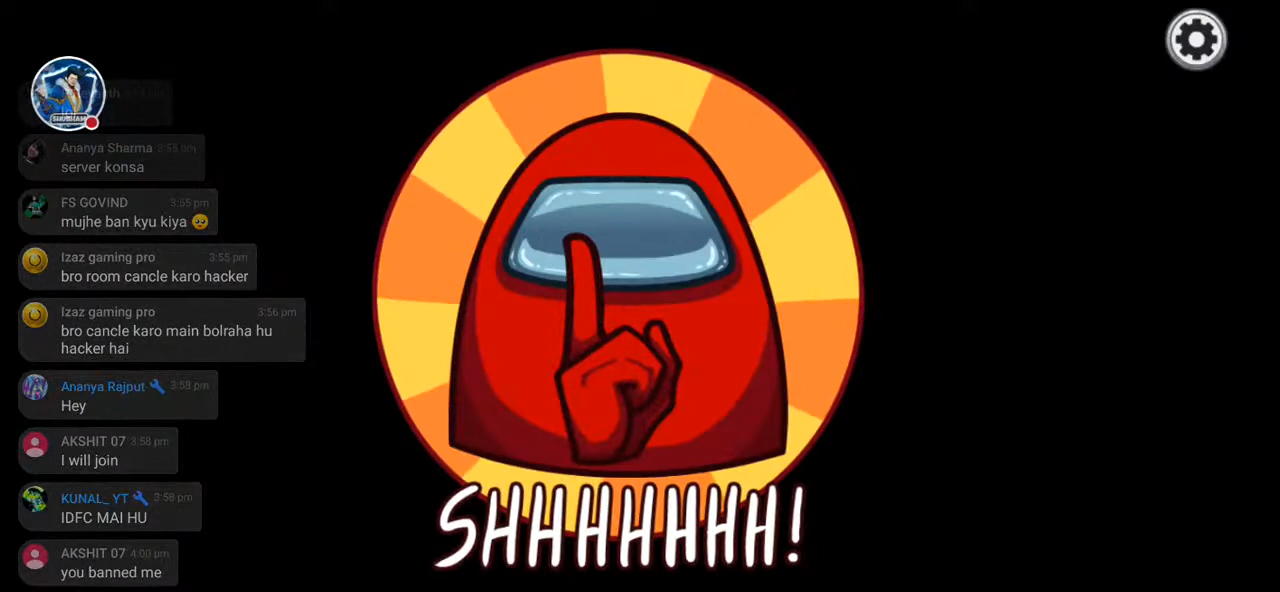 SHUBHAM
Ananya Sharma 3:55 pm
server konsa
FS GOVIND 3:55 pm
mujhe ban kyu kiya 🥺
Izaz gaming pro 3:55 pm
bro room cancle karo hacker
Izaz gaming pro 3:56 pm
bro cancle karo main bolraha hu
hacker hai
Ananya Rajput 3:58 pm
Hey
AKSHIT 07 3:58 pm
I will join
KUNAL_ YT 3:58 pm
IDFC MAI HU
AKSHIT 07 4:00 pm
you banned me
SHHHHHHH!